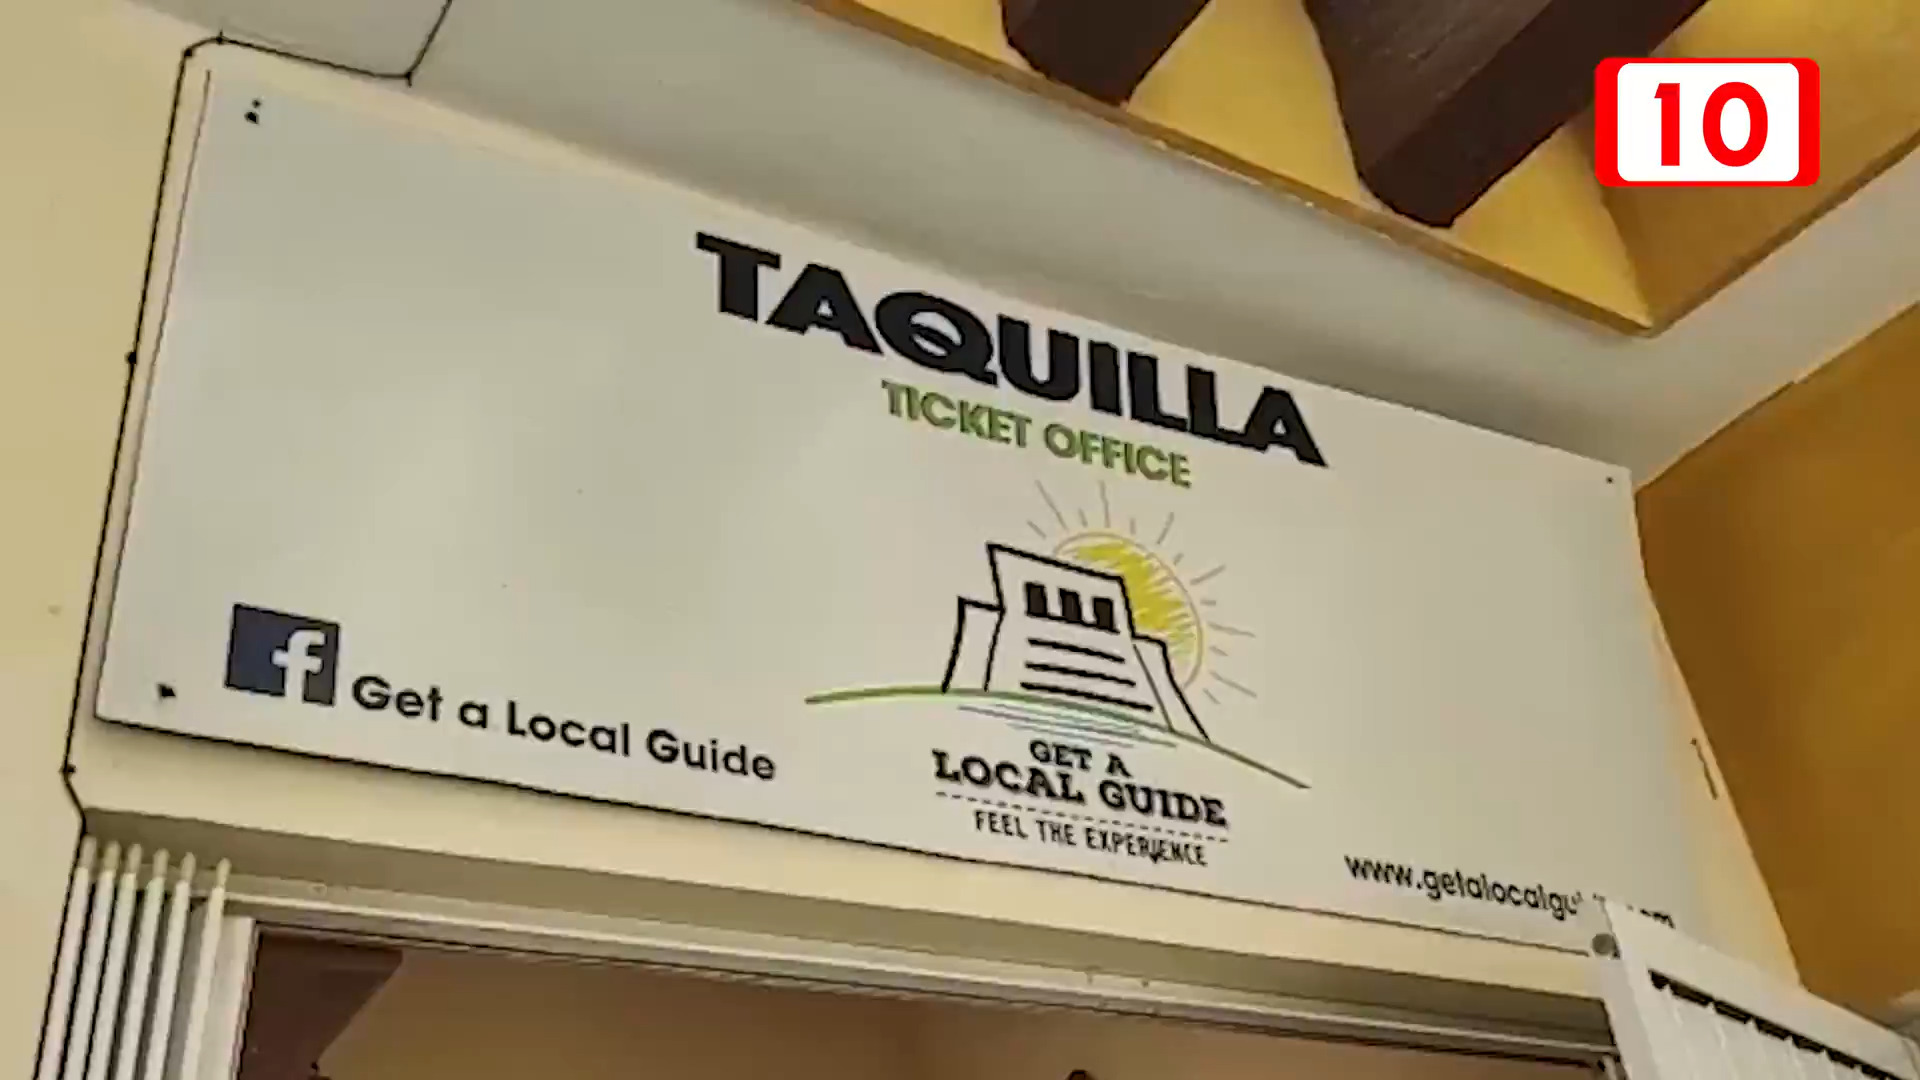 10
TAQUILLA
TICKET OFFICE
f Get a Local Guide
GET A
LOCAL GUIDE
FEEL THE EXPERIENCE